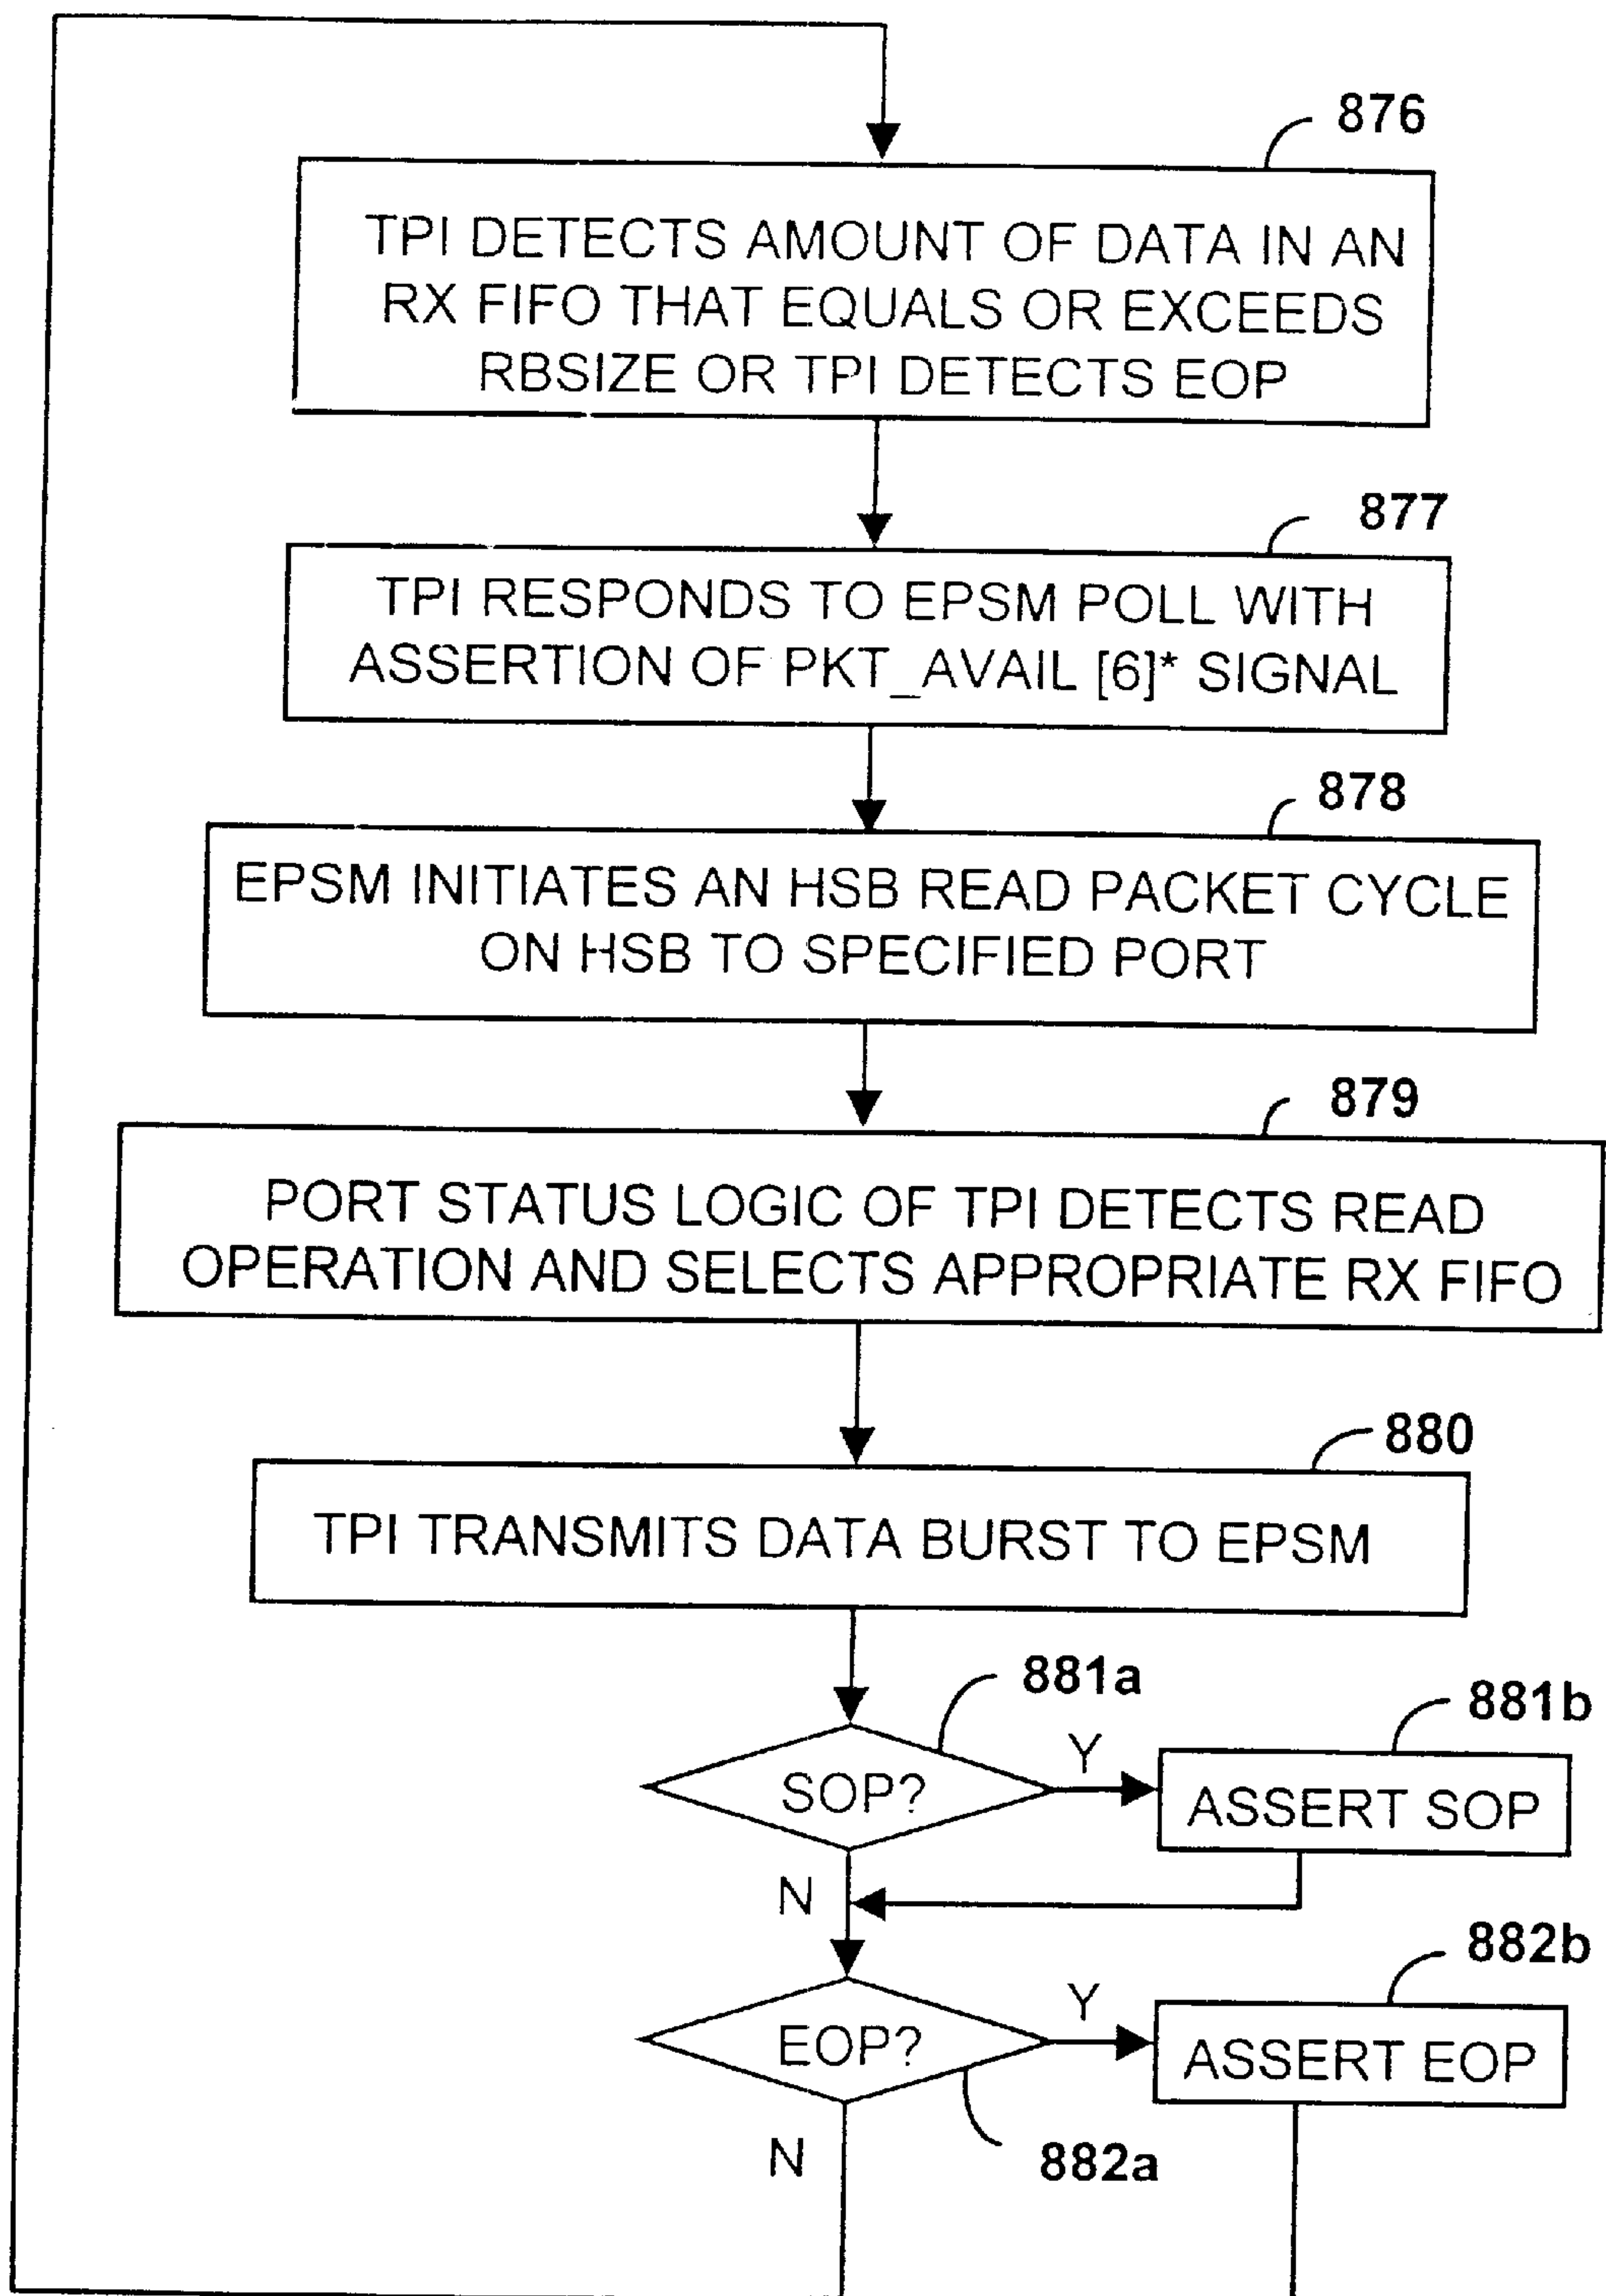 876
TPI DETECTS AMOUNT OF DATA IN AN
RX FIFO THAT EQUALS OR EXCEEDS
RBSIZE OR TPI DETECTS EOP
877
TPI RESPONDS TO EPSM POLL WITH
ASSERTION OF PKT_AVAIL [6]* SIGNAL
878
EPSM INITIATES AN HSB READ PACKET CYCLE
ON HSB TO SPECIFIED PORT
879
PORT STATUS LOGIC OF TPI DETECTS READ
OPERATION AND SELECTS APPROPRIATE RX FIFO
880
TPI TRANSMITS DATA BURST TO EPSM
881a
881b
SOP?
Y
ASSERT SOP
N
882b
EOP?
Y
ASSERT EOP
N
882a